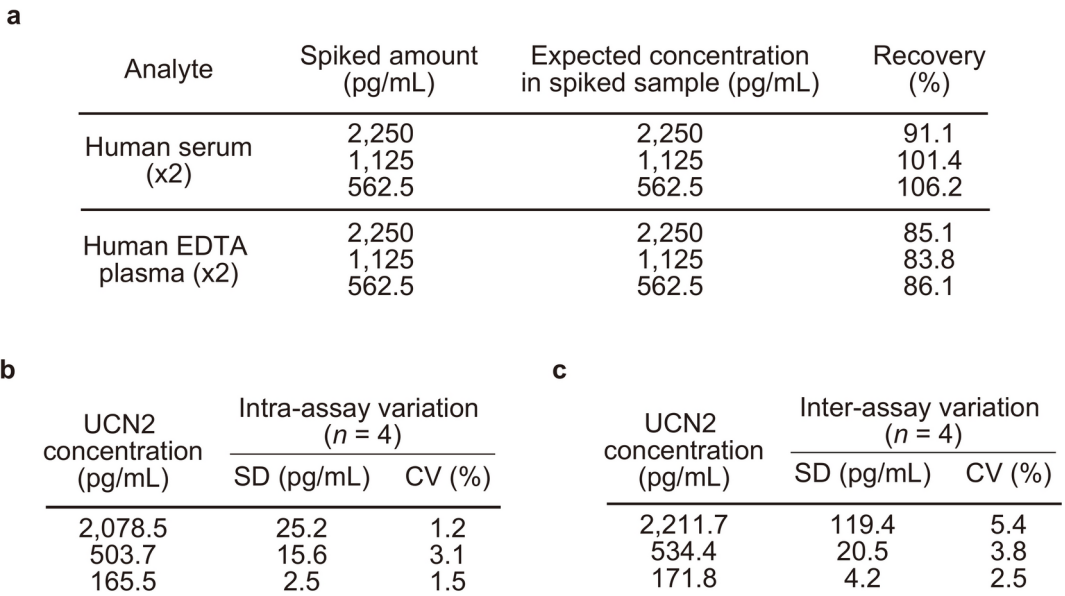 a
Analyte Spiked amount (pg/mL) Expected concentration in spiked sample (pg/mL) Recovery (%)
Human serum (x2)
2,250 2,250 91.1
1,125 1,125 101.4
562.5 562.5 106.2
Human EDTA plasma (x2)
2,250 2,250 85.1
1,125 1,125 83.8
562.5 562.5 86.1
b
UCN2 concentration (pg/mL)
Intra-assay variation
(n = 4)
SD (pg/mL) CV (%)
2,078.5 25.2 1.2
503.7 15.6 3.1
165.5 2.5 1.5
c
UCN2 concentration (pg/mL)
Inter-assay variation
(n = 4)
SD (pg/mL) CV (%)
2,211.7 119.4 5.4
534.4 20.5 3.8
171.8 4.2 2.5